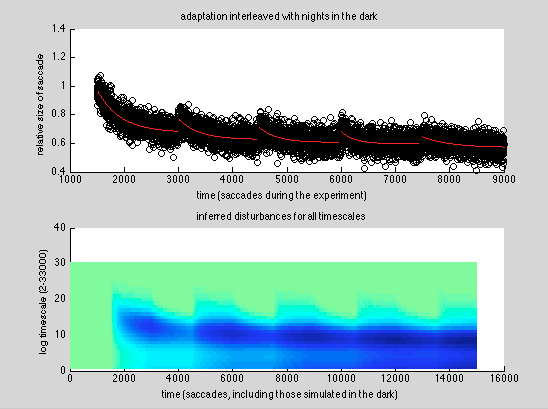 adaptation interleaved with nights in the dark
1.4
1.2
1
0.8
0.6
0.4
relative size of saccade
1000 2000 3000 4000 5000 6000 7000 8000 9000
time (saccades during the experiment)
inferred disturbances for all timescales
40
30
20
10
0
log timescale (2-33000)
0 2000 4000 6000 8000 10000 12000 14000 16000
time (saccades, including those simulated in the dark)